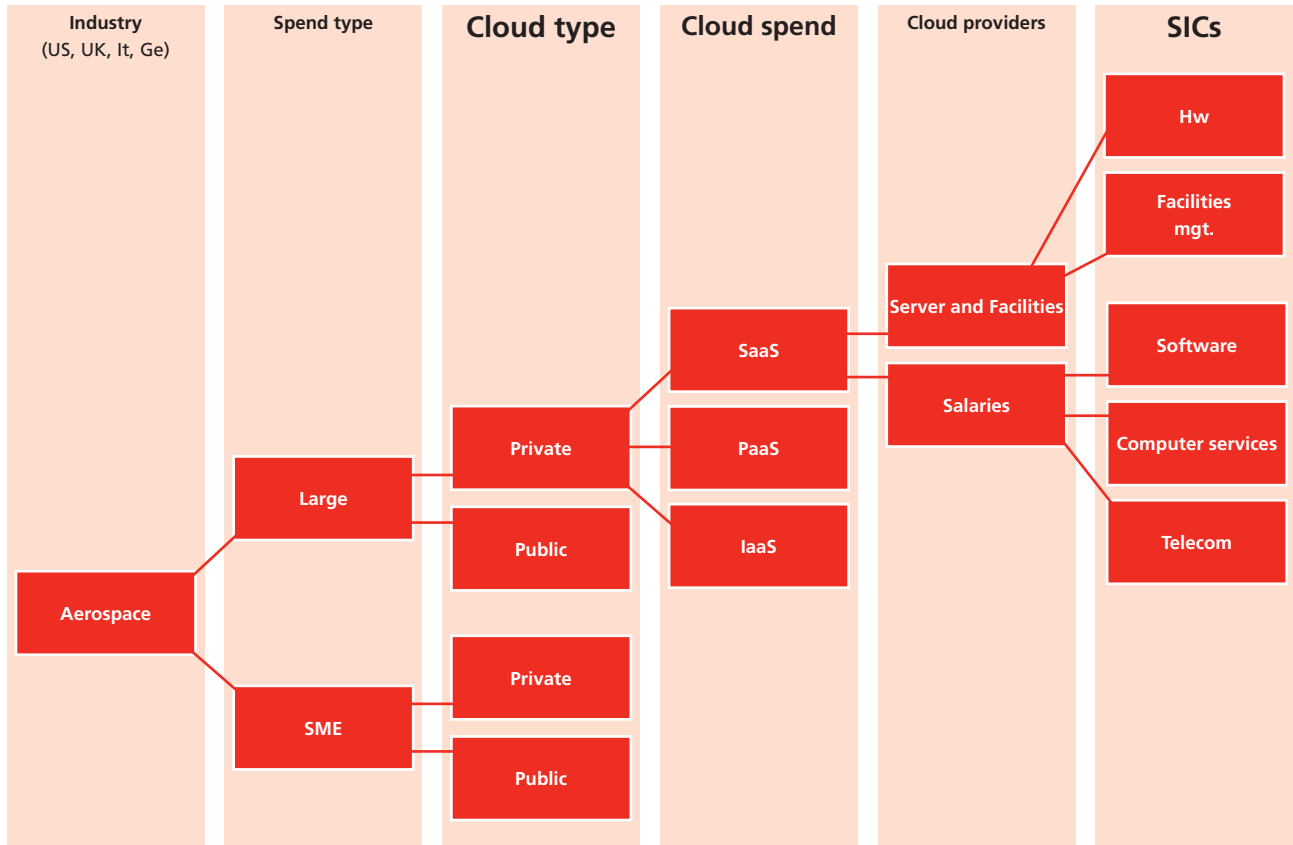 Industry
(US, UK, It, Ge)
Spend type
Cloud type
Cloud spend
Cloud providers
SICs
Aerospace
Large
SME
Private
Public
Private
Public
SaaS
PaaS
IaaS
Server and Facilities
Salaries
Hw
Facilities
mgt.
Software
Computer services
Telecom